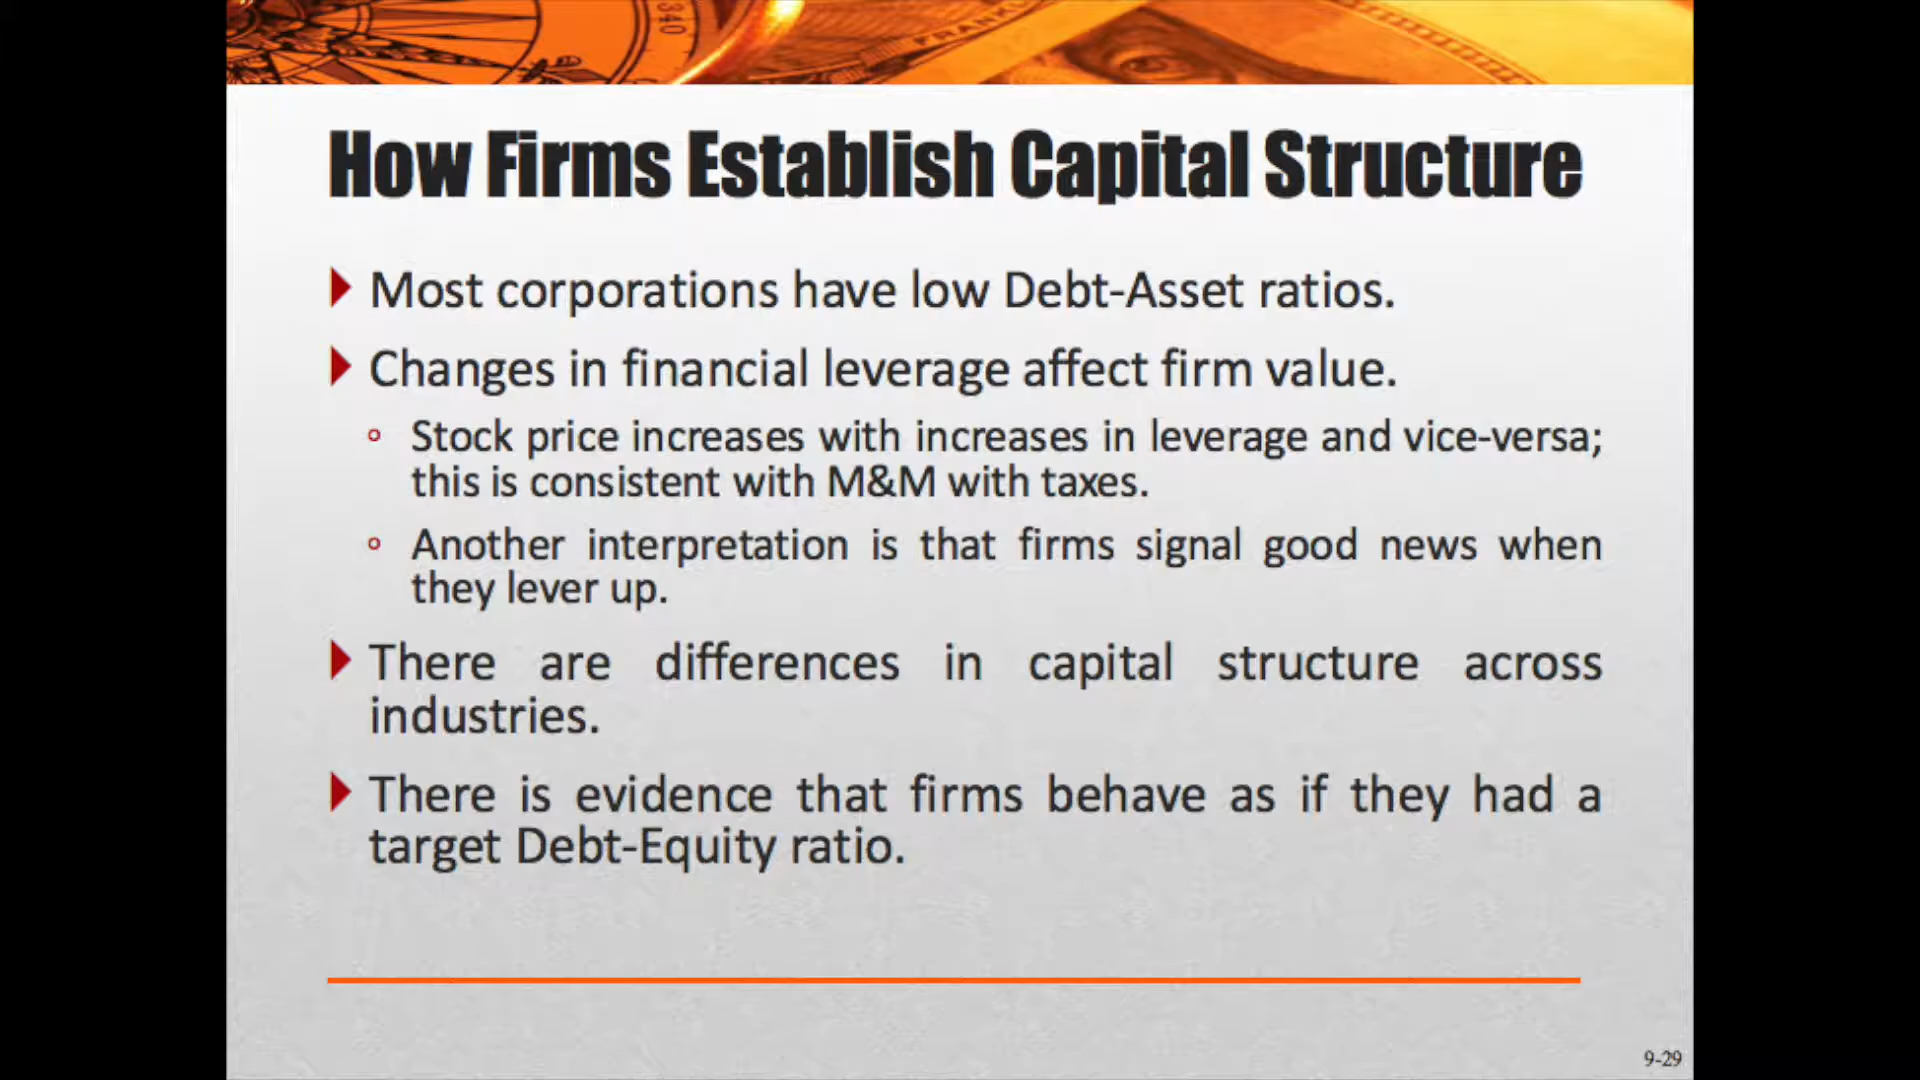 340
FRANKL
How Firms Establish Capital Structure
Most corporations have low Debt-Asset ratios.
Changes in financial leverage affect firm value.
Stock price increases with increases in leverage and vice-versa;
this is consistent with M&M with taxes.
Another interpretation is that firms signal good news when
they lever up.
There are differences in capital structure across
industries.
There is evidence that firms behave as if they had a
target Debt-Equity ratio.
9-29